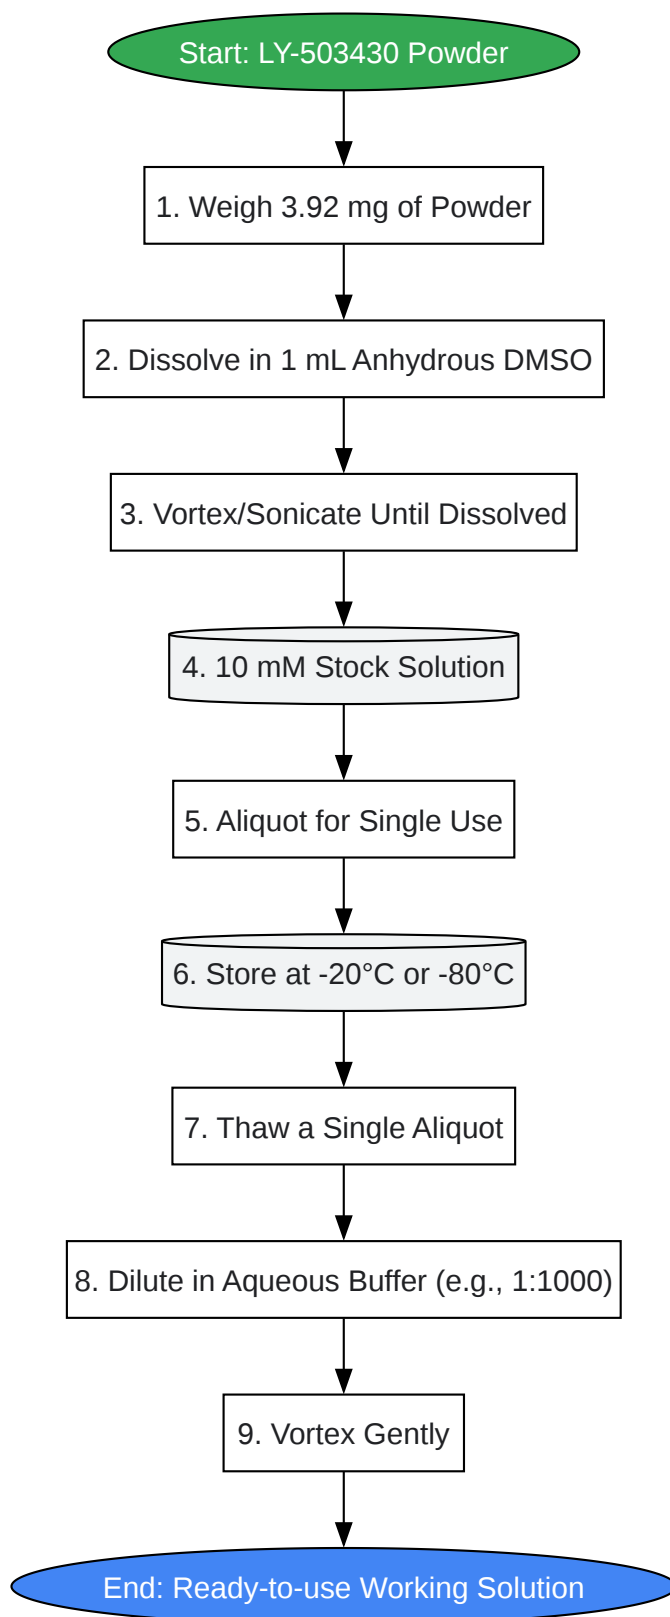 Start: LY-503430 Powder
1. Weigh 3.92 mg of Powder
2. Dissolve in 1 mL Anhydrous DMSO
3. Vortex/Sonicate Until Dissolved
4. 10 mM Stock Solution
5. Aliquot for Single Use
6. Store at -20°C or -80°C
7. Thaw a Single Aliquot
8. Dilute in Aqueous Buffer (e.g., 1:1000)
9. Vortex Gently
End: Ready-to-use Working Solution